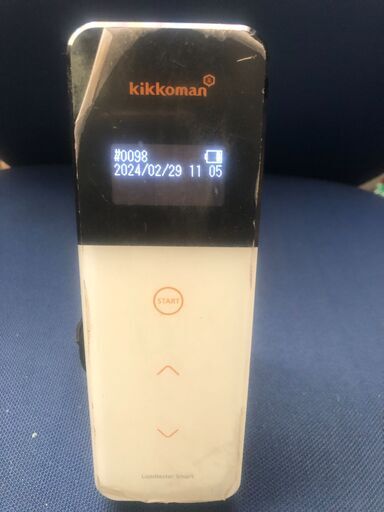 kikkoman
#0098
2024/02/29 11 05
START
Lumitester Smart